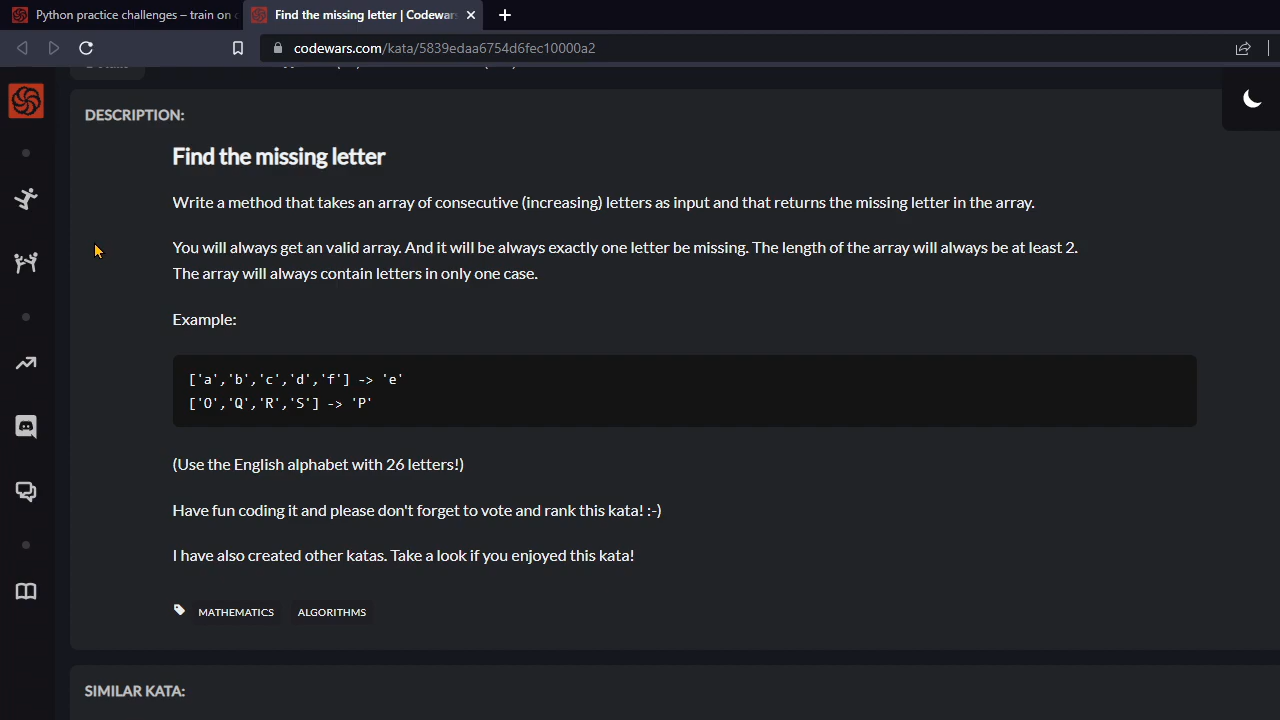 Python practice challenges – train on
Find the missing letter | Codewars
codewars.com/kata/5839edaa6754d6fec10000a2
DESCRIPTION:
Find the missing letter
Write a method that takes an array of consecutive (increasing) letters as input and that returns the missing letter in the array.
You will always get an valid array. And it will be always exactly one letter be missing. The length of the array will always be at least 2.
The array will always contain letters in only one case.
Example:
['a','b','c','d','f'] -> 'e'
['O','Q','R','S'] -> 'P'
(Use the English alphabet with 26 letters!)
Have fun coding it and please don't forget to vote and rank this kata! :-)
I have also created other katas. Take a look if you enjoyed this kata!
MATHEMATICS
ALGORITHMS
SIMILAR KATA: